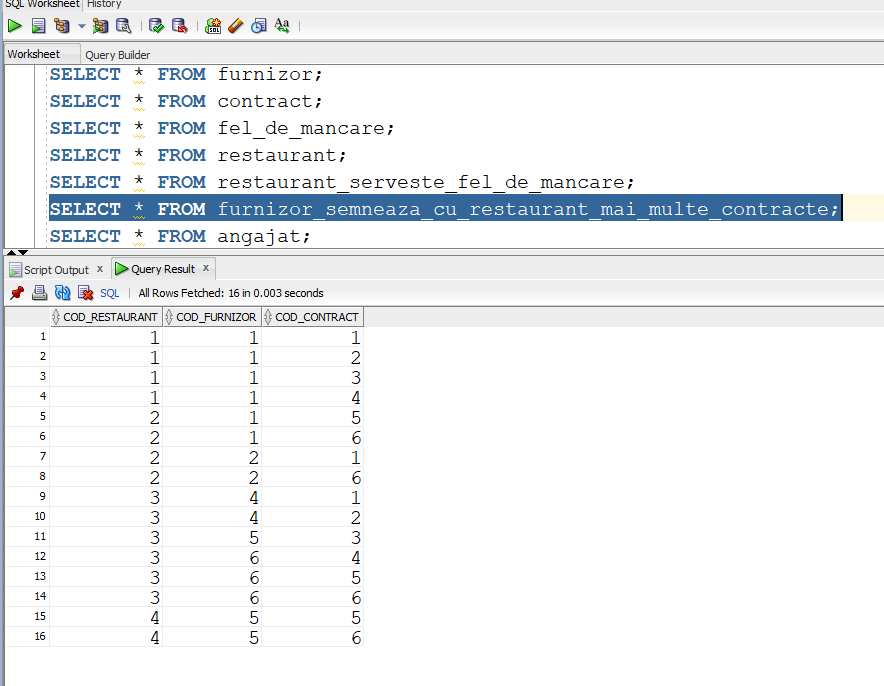 SQL Worksheet History
Worksheet Query Builder
SELECT * FROM furnizor;
SELECT * FROM contract;
SELECT * FROM fel_de_mancare;
SELECT * FROM restaurant;
SELECT * FROM restaurant_serveste_fel_de_mancare;
SELECT * FROM furnizor_semneaza_cu_restaurant_mai_multe_contracte;
SELECT * FROM angajat;
Script Output x Query Result x
SQL | All Rows Fetched: 16 in 0.003 seconds
COD_RESTAURANT COD_FURNIZOR COD_CONTRACT
1 1 1 1
2 1 1 2
3 1 1 3
4 1 1 4
5 2 1 5
6 2 1 6
7 2 2 1
8 2 2 6
9 3 4 1
10 3 4 2
11 3 5 3
12 3 6 4
13 3 6 5
14 3 6 6
15 4 5 5
16 4 5 6